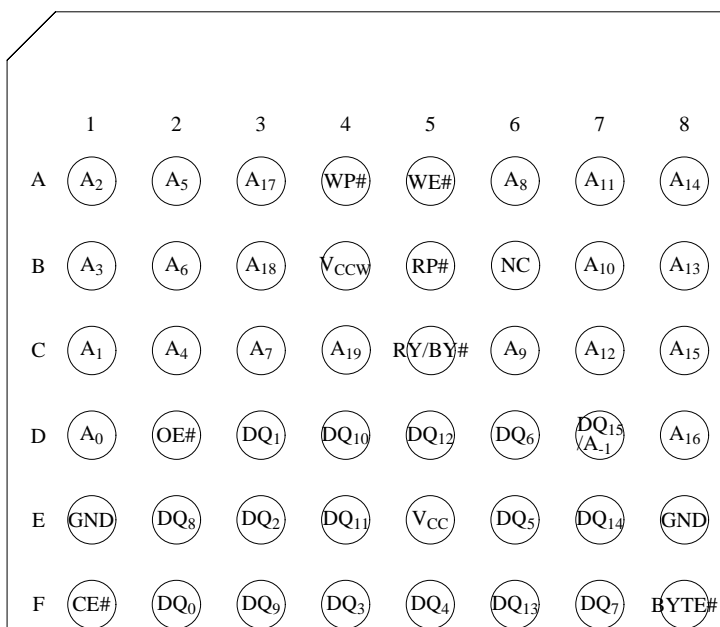 1 2 3 4 5 6 7 8
A A₂ A₅ A₁₇ WP# WE# A₈ A₁₁ A₁₄
B A₃ A₆ A₁₈ V_CCW RP# NC A₁₀ A₁₃
C A₁ A₄ A₇ A₁₉ RY/BY# A₉ A₁₂ A₁₅
D A₀ OE# DQ₁ DQ₁₀ DQ₁₂ DQ₆ DQ₁₅/A₋₁ A₁₆
E GND DQ₈ DQ₂ DQ₁₁ V_CC DQ₅ DQ₁₄ GND
F CE# DQ₀ DQ₉ DQ₃ DQ₄ DQ₁₃ DQ₇ BYTE#